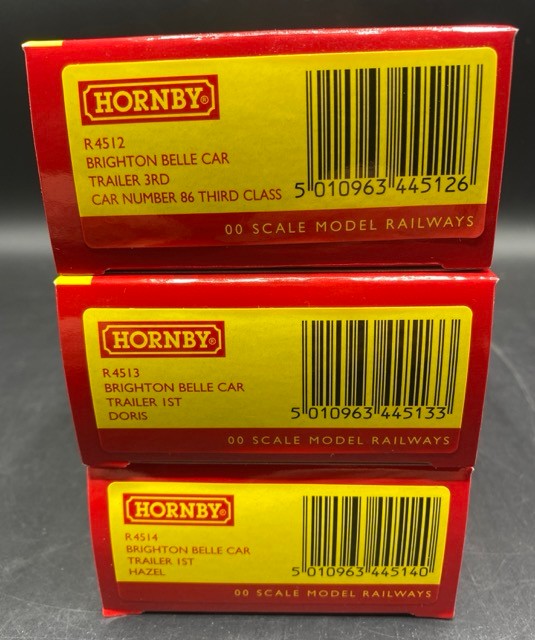 HORNBY®
R4512
BRIGHTON BELLE CAR
TRAILER 3RD
CAR NUMBER 86 THIRD CLASS
5 010963 445126
00 SCALE MODEL RAILWAYS
HORNBY®
R4513
BRIGHTON BELLE CAR
TRAILER 1ST
DORIS
5 010963 445133
00 SCALE MODEL RAILWAYS
HORNBY®
R4514
BRIGHTON BELLE CAR
TRAILER 1ST
HAZEL
5 010963 445140
00 SCALE MODEL RAILWAYS